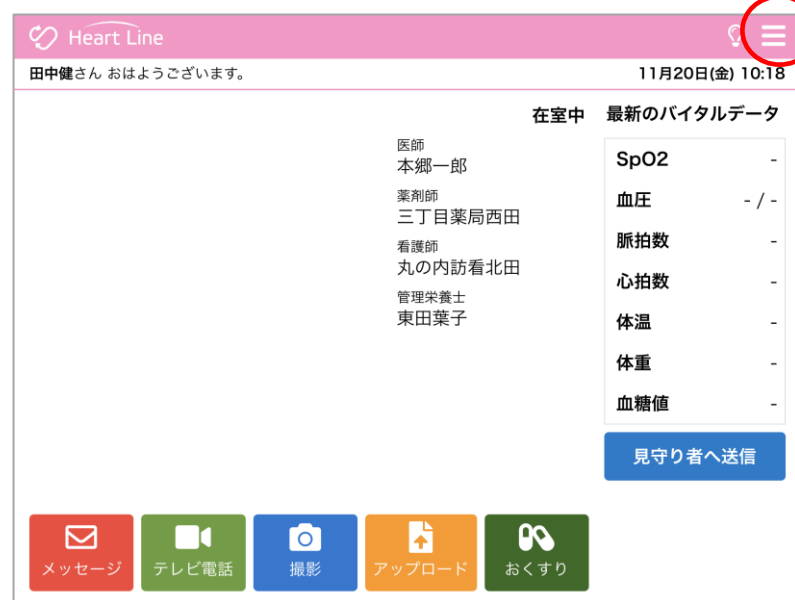 Heart Line
田中健さん おはようございます。
11月20日(金) 10:18
在室中
医師
本郷一郎
薬剤師
三丁目薬局西田
看護師
丸の内訪看北田
管理栄養士
東田葉子
最新のバイタルデータ
SpO2 -
血圧 - / -
脈拍数 -
心拍数 -
体温 -
体重 -
血糖値 -
見守り者へ送信
メッセージ
テレビ電話
撮影
アップロード
おくすり